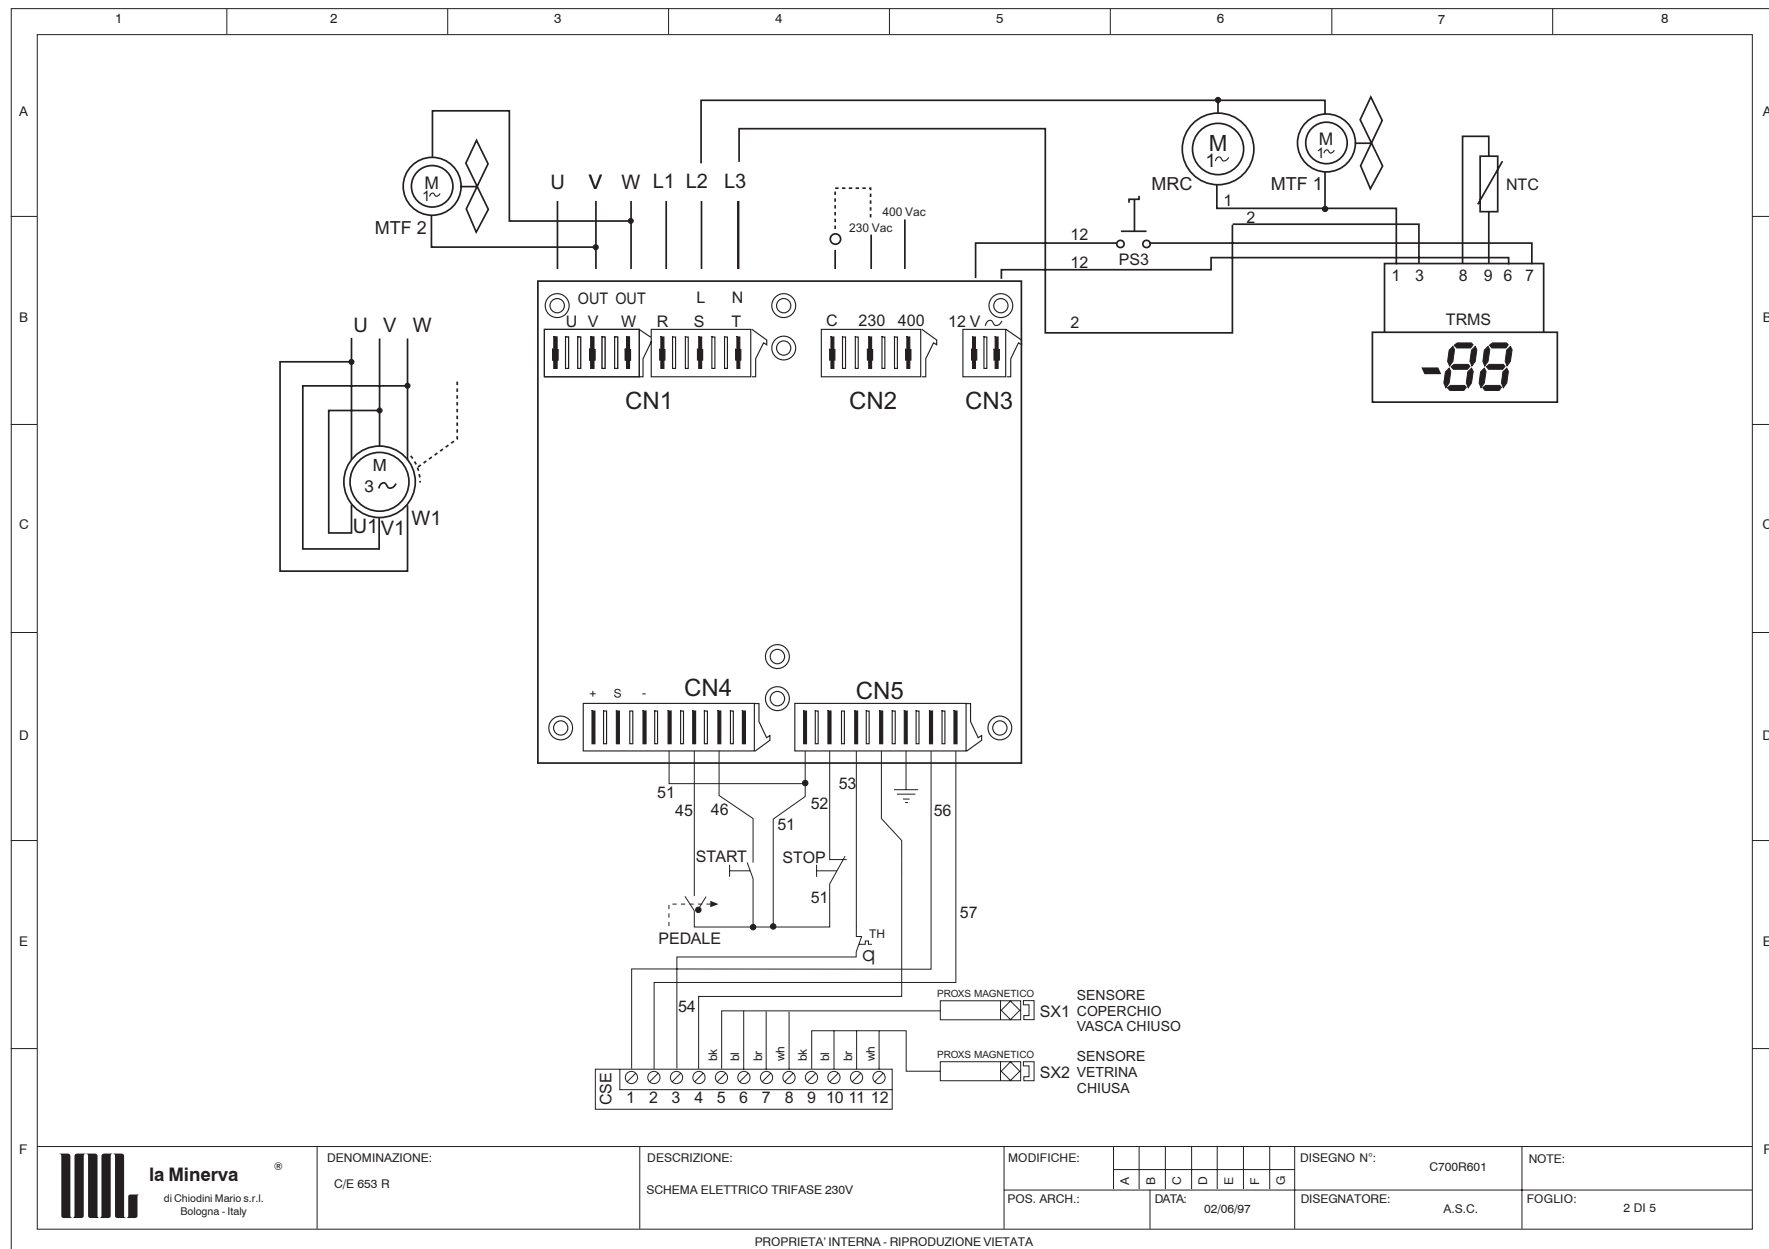 1 2 3 4 5 6 7 8
A A
B B
C C
D D
E E
F F
M
1~
MTF 2
U V W L1 L2 L3
400 Vac
230 Vac
M
1~
MRC
M
1~
MTF 1
NTC
1
2
12
PS3
12
2
1 3 8 9 6 7
TRMS
-88
OUT OUT L N
U V W R S T
C 230 400
12 V ~
CN1 CN2 CN3
U V W
M
3 ~
U1 V1 W1
+ S -
CN4 CN5
51 45 46 51 52 53 56
START STOP
51
57
PEDALE
TH
q
54
PROXS MAGNETICO
SX1
SENSORE
COPERCHIO
VASCA CHIUSO
bk bl br wh bk bl br wh
PROXS MAGNETICO
SX2
SENSORE
VETRINA
CHIUSA
CSE
1 2 3 4 5 6 7 8 9 10 11 12
la Minerva ®
di Chiodini Mario s.r.l.
Bologna - Italy
DENOMINAZIONE:
C/E 653 R
DESCRIZIONE:
SCHEMA ELETTRICO TRIFASE 230V
MODIFICHE:
A B C D E F G
POS. ARCH.:
DATA:
02/06/97
DISEGNO N°:
C700R601
DISEGNATORE:
A.S.C.
NOTE:
FOGLIO:
2 DI 5
PROPRIETA' INTERNA - RIPRODUZIONE VIETATA